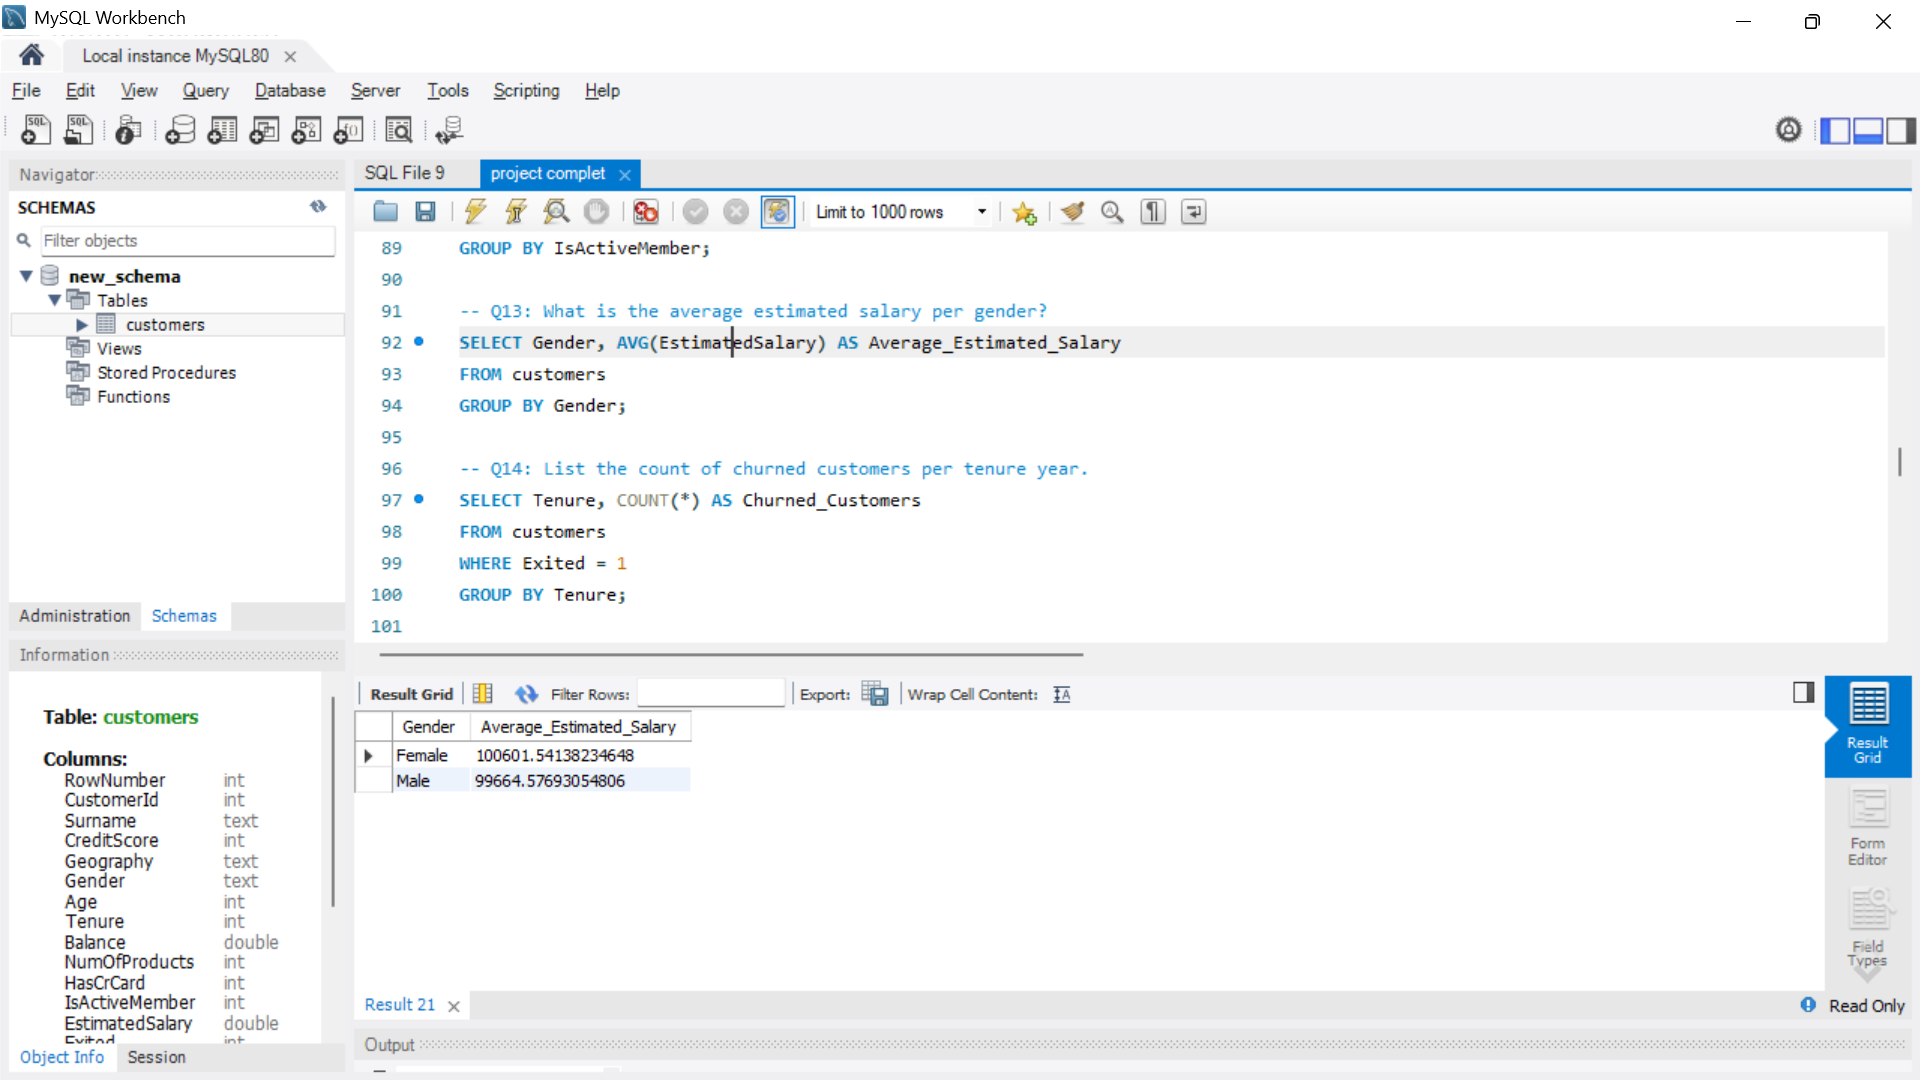 MySQL Workbench
Local instance MySQL80
File Edit View Query Database Server Tools Scripting Help
Navigator
SCHEMAS
Filter objects
new_schema
Tables
customers
Views
Stored Procedures
Functions
Administration Schemas
Information
Table: customers
Columns:
RowNumber int
CustomerId int
Surname text
CreditScore int
Geography text
Gender text
Age int
Tenure int
Balance double
NumOfProducts int
HasCrCard int
IsActiveMember int
EstimatedSalary double
Exited int
Object Info Session
SQL File 9 project complet
Limit to 1000 rows
89 GROUP BY IsActiveMember;
90
91 -- Q13: What is the average estimated salary per gender?
92 SELECT Gender, AVG(EstimatedSalary) AS Average_Estimated_Salary
93 FROM customers
94 GROUP BY Gender;
95
96 -- Q14: List the count of churned customers per tenure year.
97 SELECT Tenure, COUNT(*) AS Churned_Customers
98 FROM customers
99 WHERE Exited = 1
100 GROUP BY Tenure;
101
Result Grid Filter Rows: Export: Wrap Cell Content:
Gender Average_Estimated_Salary
Female 100601.54138234648
Male 99664.57693054806
Result Grid
Form Editor
Field Types
Result 21
Read Only
Output